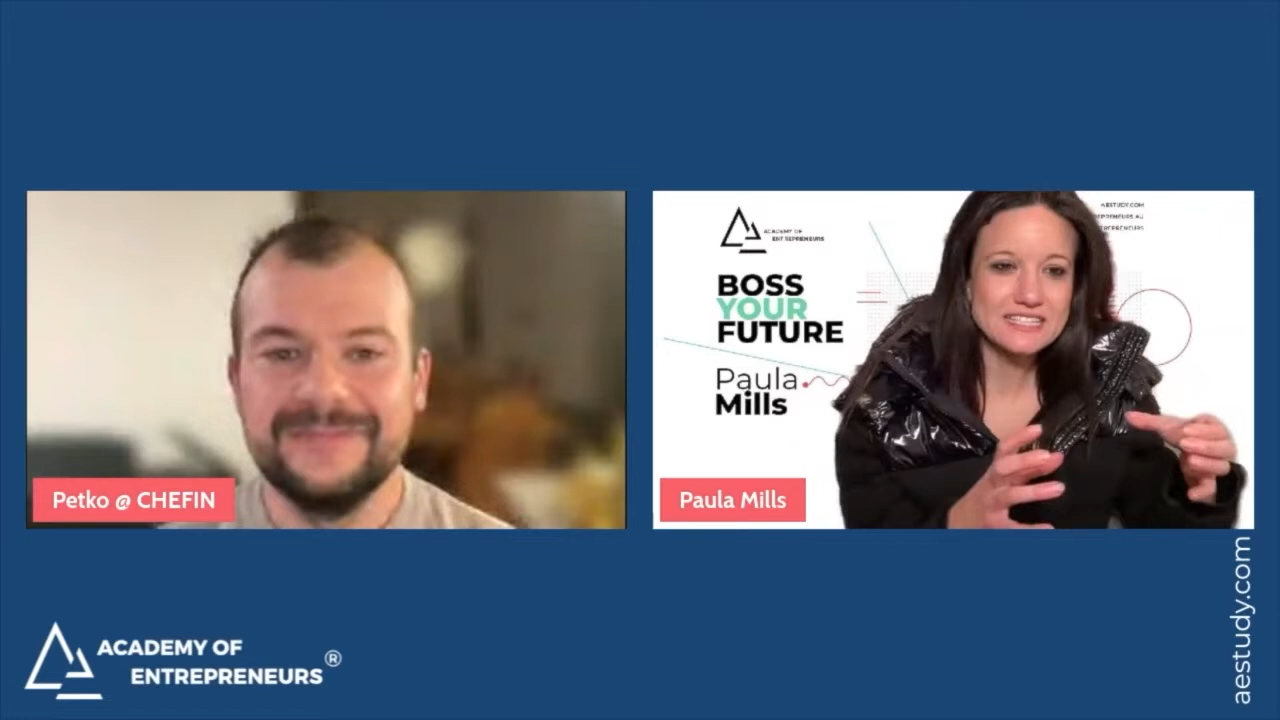 ACADEMY OF
ENTREPRENEURS
AESTUDY.COM
BOSS
YOUR
FUTURE
Paula
Mills
Petko @ CHEFIN
Paula Mills
aestudy.com
ACADEMY OF
ENTREPRENEURS®